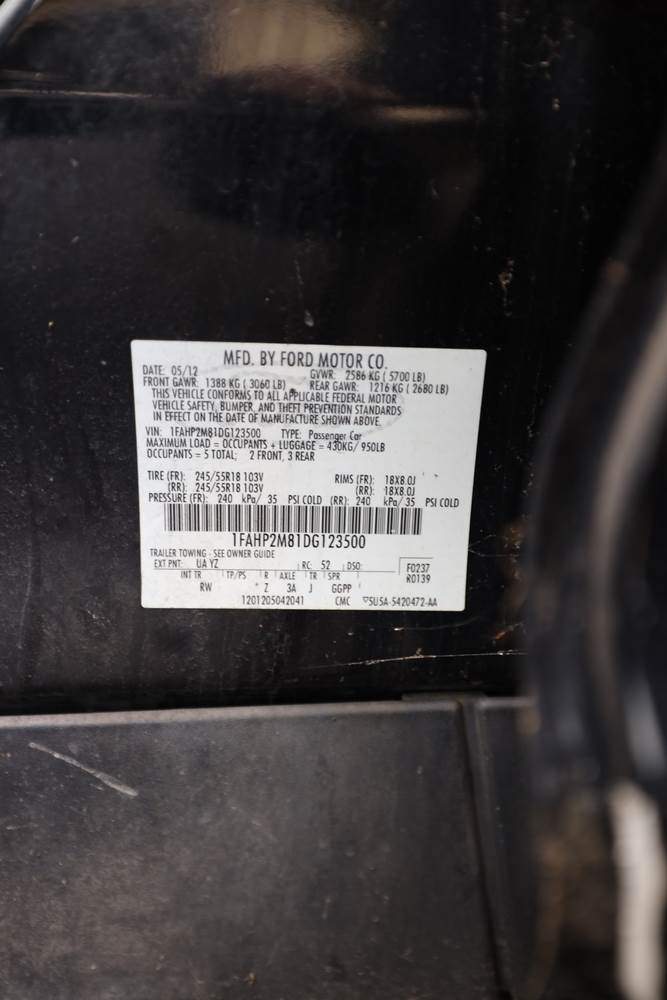 MFD. BY FORD MOTOR CO.
DATE: 05/12 GVWR: 2586 KG ( 5700 LB)
FRONT GAWR: 1388 KG ( 3060 LB) REAR GAWR: 1216 KG ( 2680 LB)
THIS VEHICLE CONFORMS TO ALL APPLICABLE FEDERAL MOTOR
VEHICLE SAFETY, BUMPER, AND THEFT PREVENTION STANDARDS
IN EFFECT ON THE DATE OF MANUFACTURE SHOWN ABOVE.
VIN: 1FAHP2M81DG123500 TYPE: Passenger Car
MAXIMUM LOAD = OCCUPANTS + LUGGAGE = 430KG/ 950LB
OCCUPANTS = 5 TOTAL; 2 FRONT, 3 REAR
TIRE (FR): 245/55R18 103V RIMS (FR): 18X8.0J
(RR): 245/55R18 103V (RR): 18X8.0J
PRESSURE (FR): 240 kPa/ 35 PSI COLD (RR): 240 kPa/ 35 PSI COLD
1FAHP2M81DG123500
TRAILER TOWING - SEE OWNER GUIDE
EXT PNT: UA YZ RC: 52 DSO: F0237
INT TR TP/PS R AXLE TR SPR R0139
RW Z 3A J GGPP
1201205042041 CMC 5U5A-5420472-AA